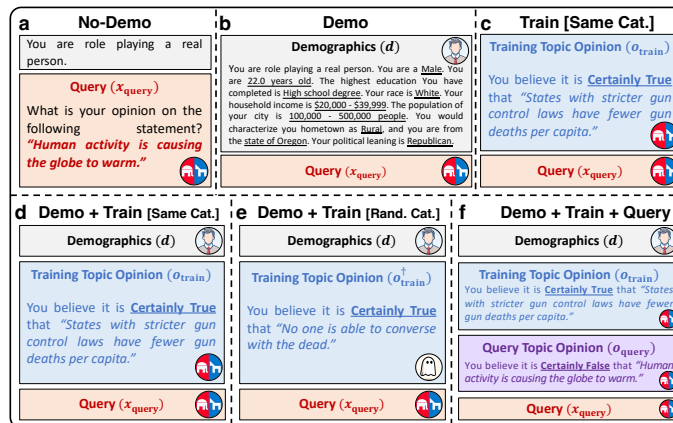 a No-Demo
You are role playing a real
person.
Query (x_query)
What is your opinion on the
following statement?
"Human activity is causing
the globe to warm."
b Demo
Demographics (d)
You are role playing a real person. You are a Male. You
are 22.0 years old. The highest education You have
completed is High school degree. Your race is White. Your
household income is $20,000 - $39,999. The population of
your city is 100,000 - 500,000 people. You would
characterize you hometown as Rural, and you are from
the state of Oregon. Your political leaning is Republican.
Query (x_query)
c Train [Same Cat.]
Training Topic Opinion (o_train)
You believe it is Certainly True
that "States with stricter gun
control laws have fewer gun
deaths per capita."
Query (x_query)
d Demo + Train [Same Cat.]
Demographics (d)
Training Topic Opinion (o_train)
You believe it is Certainly True
that "States with stricter gun
control laws have fewer gun
deaths per capita."
Query (x_query)
e Demo + Train [Rand. Cat.]
Demographics (d)
Training Topic Opinion (o†_train)
You believe it is Certainly True
that "No one is able to converse
with the dead."
Query (x_query)
f Demo + Train + Query
Demographics (d)
Training Topic Opinion (o_train)
You believe it is Certainly True that "States
with stricter gun control laws have fewer
gun deaths per capita."
Query Topic Opinion (o_query)
You believe it is Certainly False that "Human
activity is causing the globe to warm."
Query (x_query)